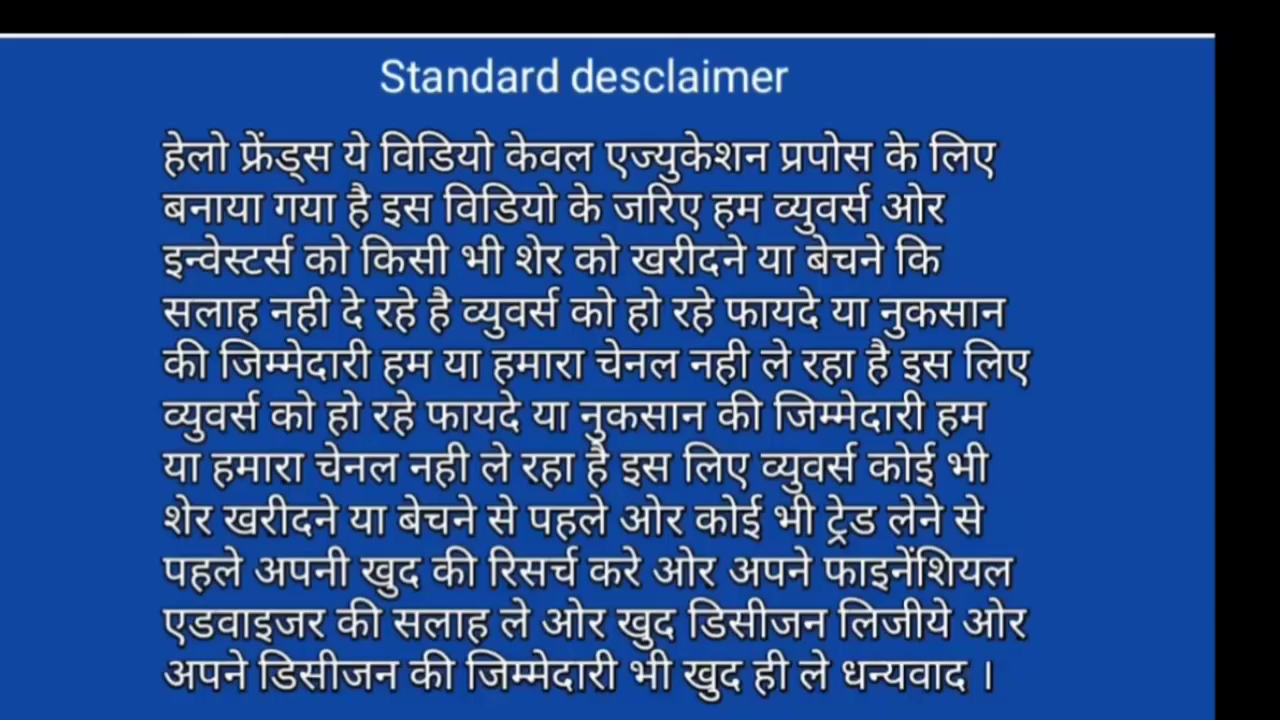 Standard desclaimer
हेलो फ्रेंड्स ये विडियो केवल एज्युकेशन प्रपोस के लिए
बनाया गया है इस विडियो के जरिए हम व्युवर्स ओर
इन्वेस्टर्स को किसी भी शेर को खरीदने या बेचने कि
सलाह नही दे रहे है व्युवर्स को हो रहे फायदे या नुकसान
की जिम्मेदारी हम या हमारा चेनल नही ले रहा है इस लिए
व्युवर्स को हो रहे फायदे या नुकसान की जिम्मेदारी हम
या हमारा चेनल नही ले रहा है इस लिए व्युवर्स कोई भी
शेर खरीदने या बेचने से पहले ओर कोई भी ट्रेड लेने से
पहले अपनी खुद की रिसर्च करे ओर अपने फाइनेंशियल
एडवाइजर की सलाह ले ओर खुद डिसीजन लिजीये ओर
अपने डिसीजन की जिम्मेदारी भी खुद ही ले धन्यवाद ।